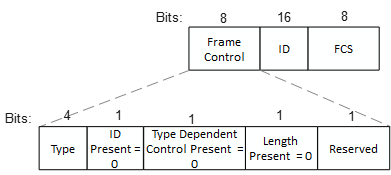 Bits: 8 16 8
Frame Control ID FCS
Bits: 4 1 1 1 1
Type ID Present = 0 Type Dependent Control Present = 0 Length Present = 0 Reserved